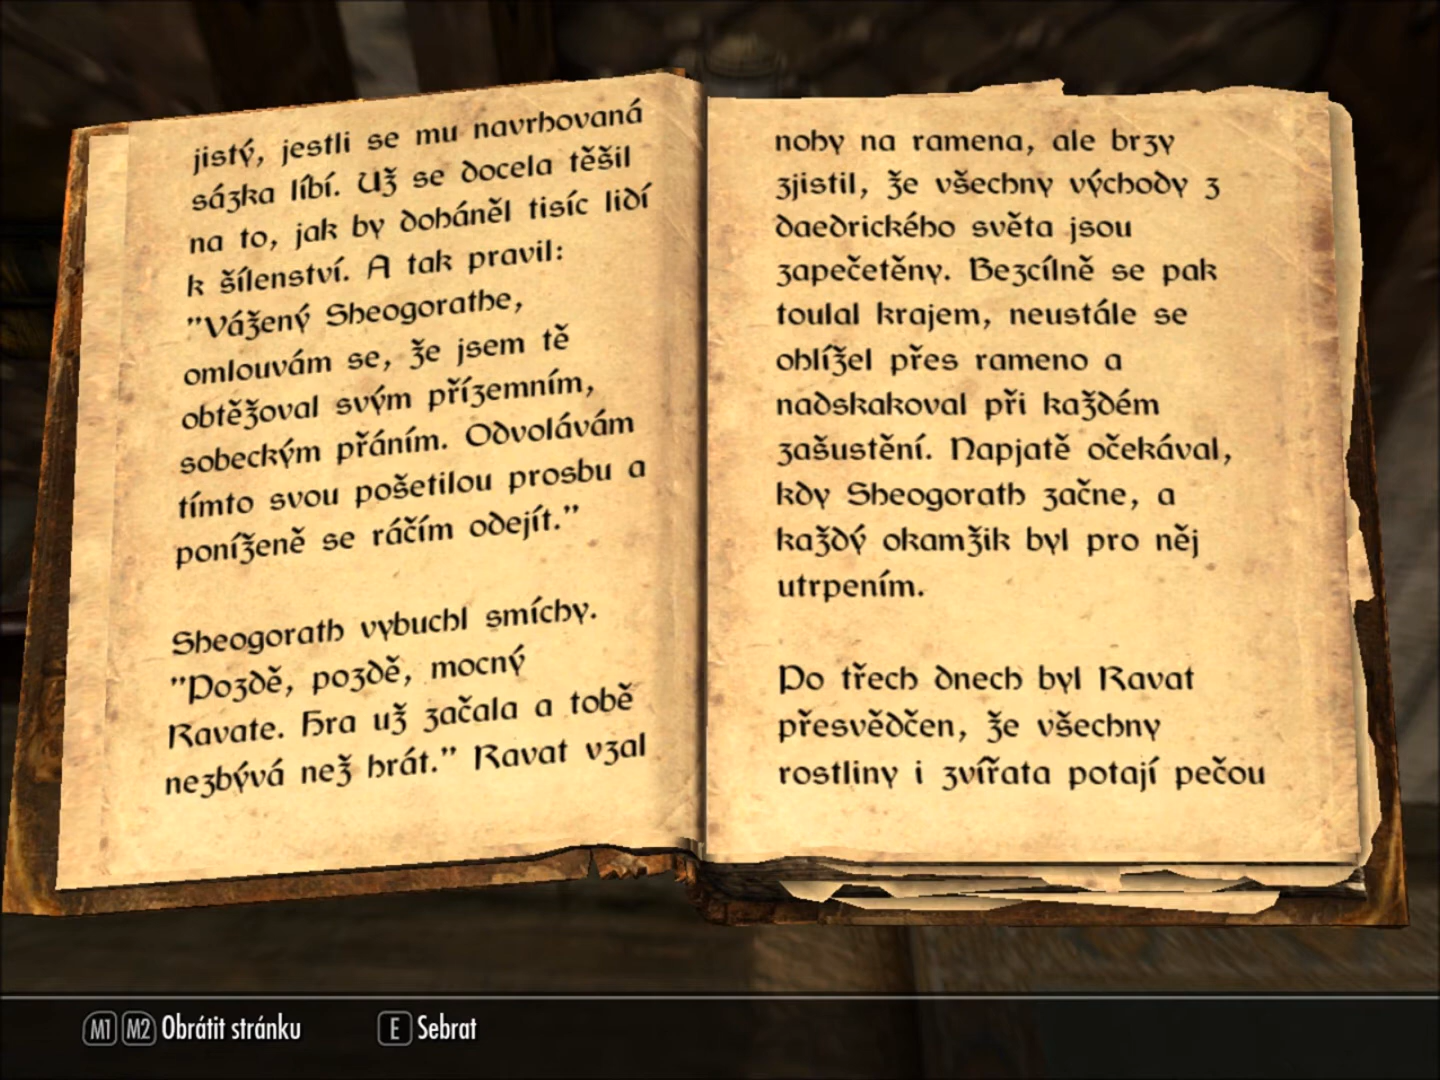 jistý, jestli se mu navrhovaná
sázka líbí. Už se docela těšil
na to, jak by doháněl tisíc lidí
k šílenství. A tak pravil:
"Vážený Sheogorathe,
omlouvám se, že jsem tě
obtěžoval svým přízemním,
sobeckým přáním. Odvolávám
tímto svou pošetilou prosbu a
poníženě se ráčím odejít."
Sheogorath vybuchl smíchy.
"Pozdě, pozdě, mocný
Ravate. Hra už začala a tobě
nezbývá než hrát." Ravat vzal
nohy na ramena, ale brzy
zjistil, že všechny východy z
daedrického světa jsou
zapečetěny. Bezcílně se pak
toulal krajem, neustále se
ohlížel přes rameno a
nadskakoval při každém
zašustění. Napjatě očekával,
kdy Sheogorath začne, a
každý okamžik byl pro něj
utrpením.
Po třech dnech byl Ravat
přesvědčen, že všechny
rostliny i zvířata potají pečou
M1 M2 Obrátit stránku E Sebrat